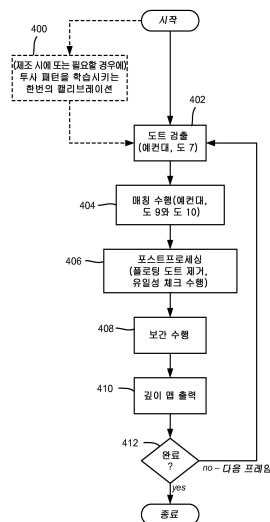 시작
400
(제조 시에 또는 필요할 경우에)
투사 패턴을 학습시키는
한번의 캘리브레이션
402
도트 검출
(예컨대, 도 7)
404
매칭 수행(예컨대,
도 9와 도 10)
406
포스트프로세싱
(플로팅 도트 제거,
유일성 체크 수행)
408
보간 수행
410
깊이 맵 출력
412
완료
?
no – 다음 프레임
yes
종료